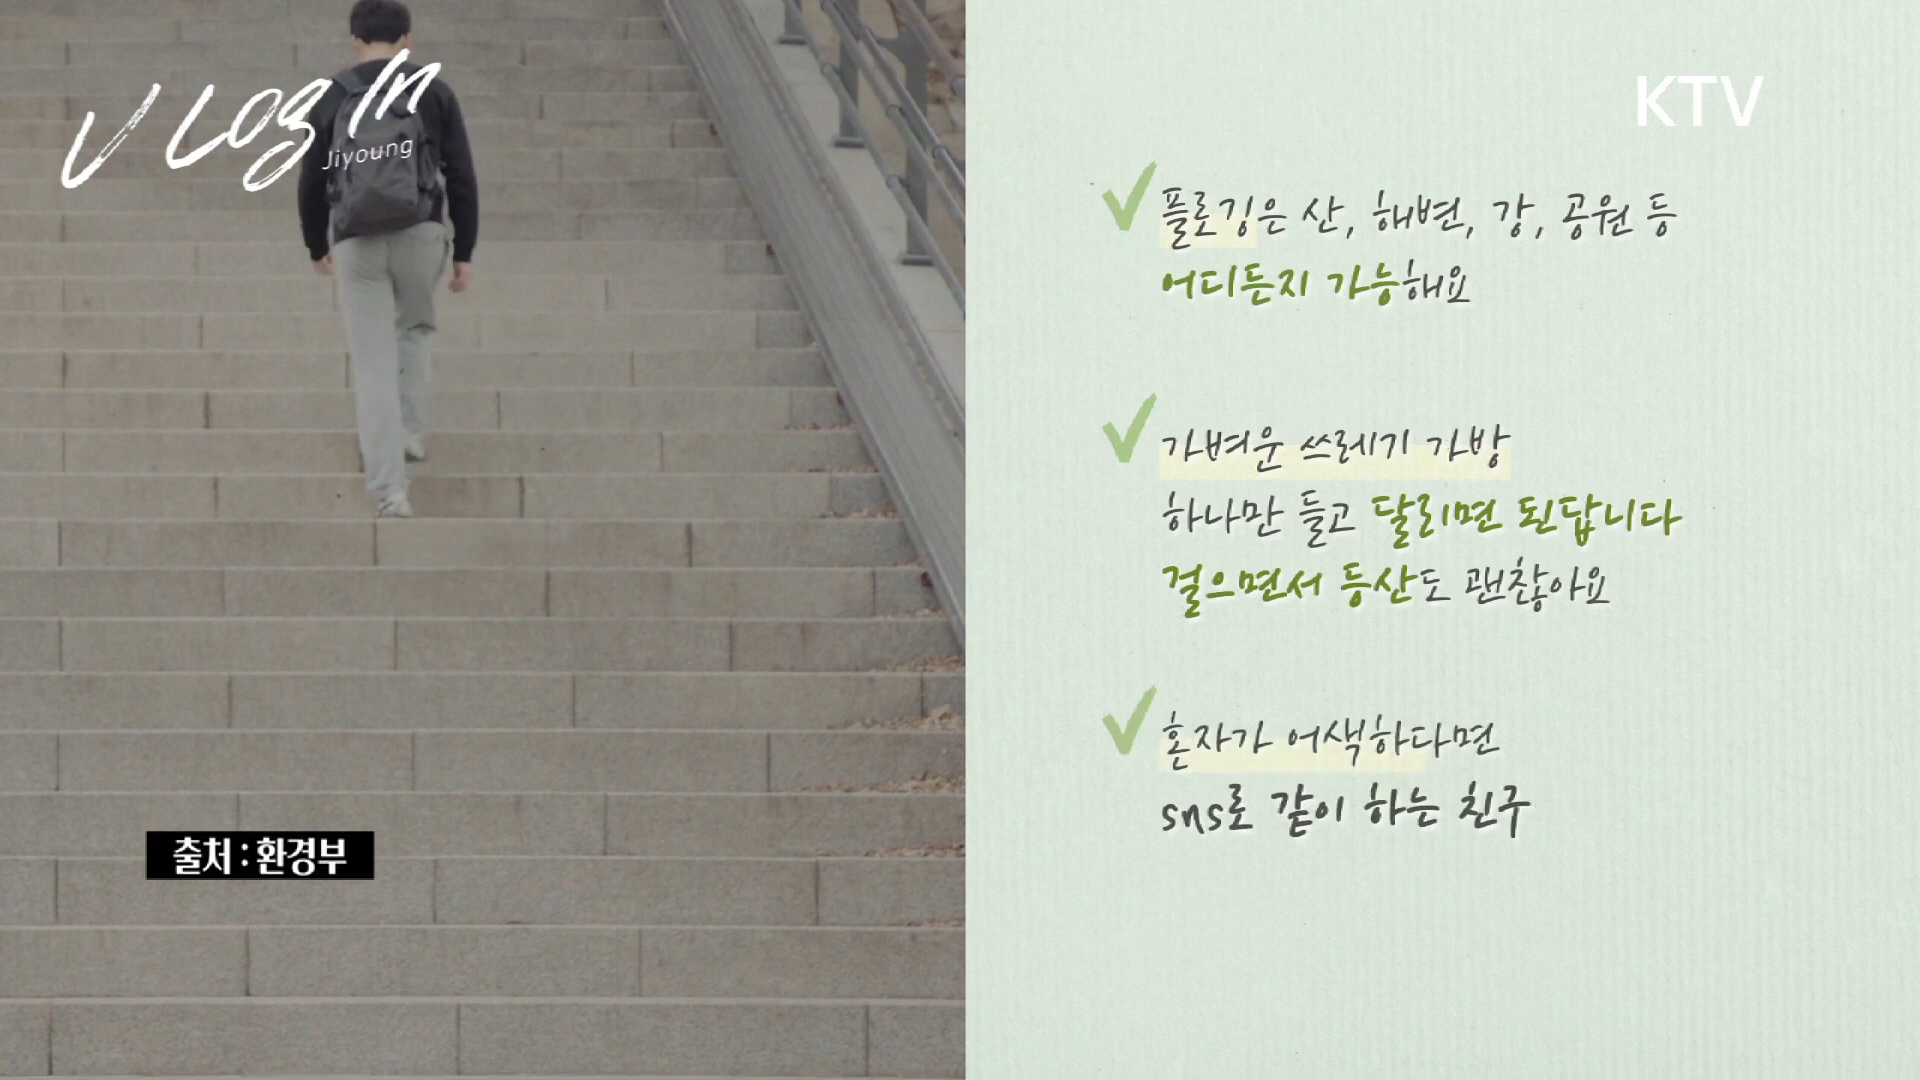 V Log In
Jiyoung
KTV
플로깅은 산, 해변, 강, 공원 등
어디든지 가능해요
가벼운 쓰레기 가방
하나만 들고 달리면 된답니다
걸으면서 등산도 괜찮아요
혼자가 어색하다면
sns로 같이 하는 친구
출처 : 환경부